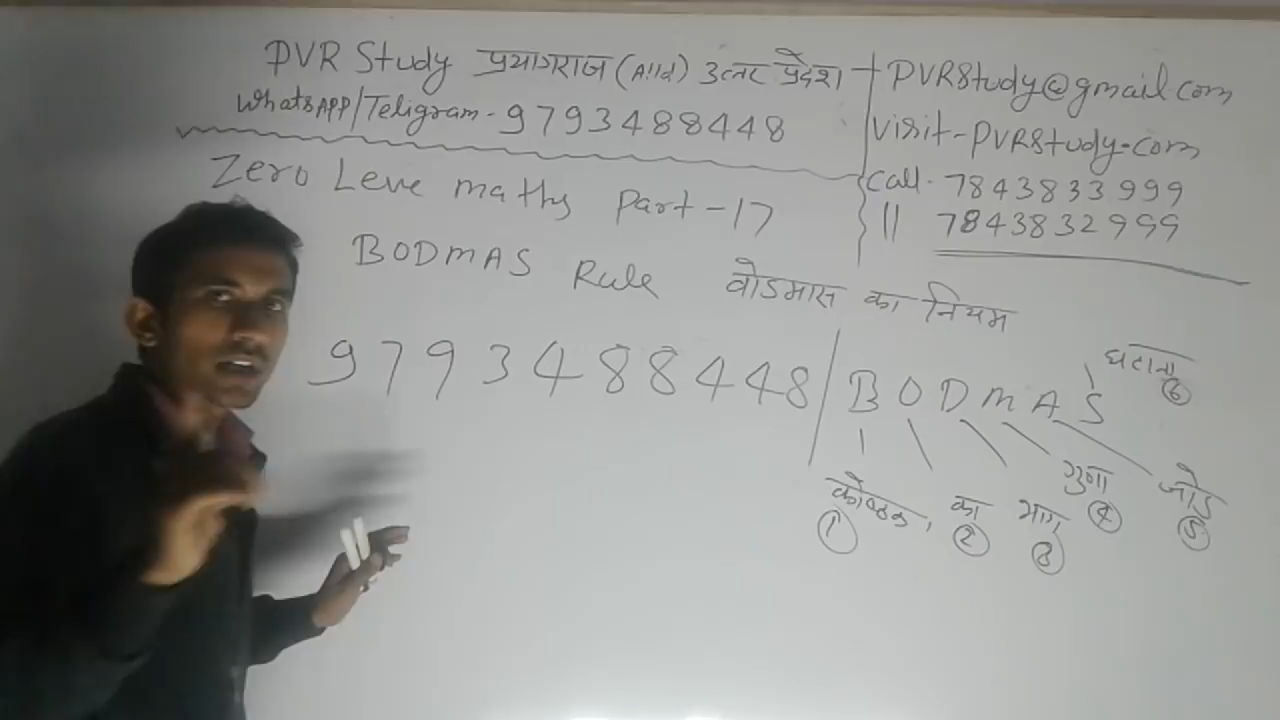 PVR Study प्रयागराज (Alld) उत्तर प्रदेश
WhatsAPP/Teligram - 9793488448
PVRStudy@gmail.com
visit - PVRStudy.com
Call - 7843833999
11 7843832999
Zero Leve maths Part - 17
BODMAS Rule वोडमास का नियम
9793488448 / BODMAS
घटाना
6
कोष्ठक, का भाग, गुणा जोड़
1 2 3 4 5